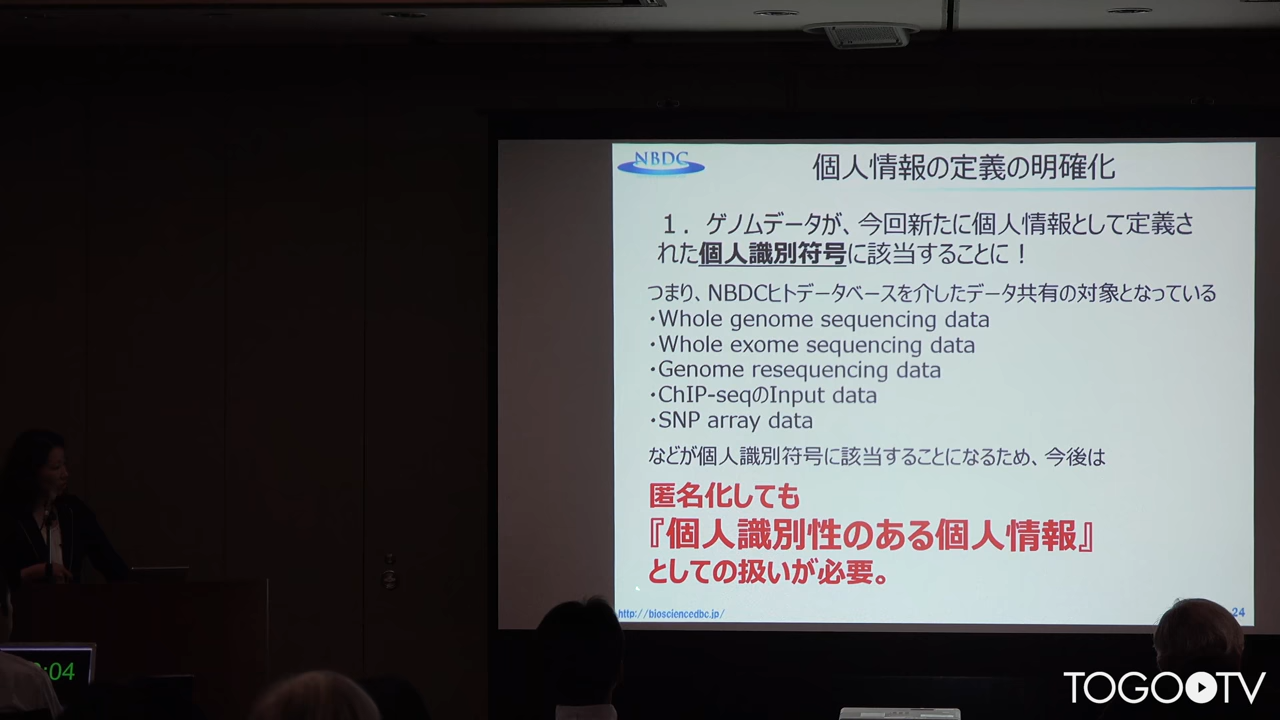 NBDC
個人情報の定義の明確化
１．ゲノムデータが、今回新たに個人情報として定義さ
れた個人識別符号に該当することに！
つまり、NBDCヒトデータベースを介したデータ共有の対象となっている
・Whole genome sequencing data
・Whole exome sequencing data
・Genome resequencing data
・ChIP-seqのInput data
・SNP array data
などが個人識別符号に該当することになるため、今後は
匿名化しても
『個人識別性のある個人情報』
としての扱いが必要。
http://biosciencedbc.jp/
24
:04
TOGOTV